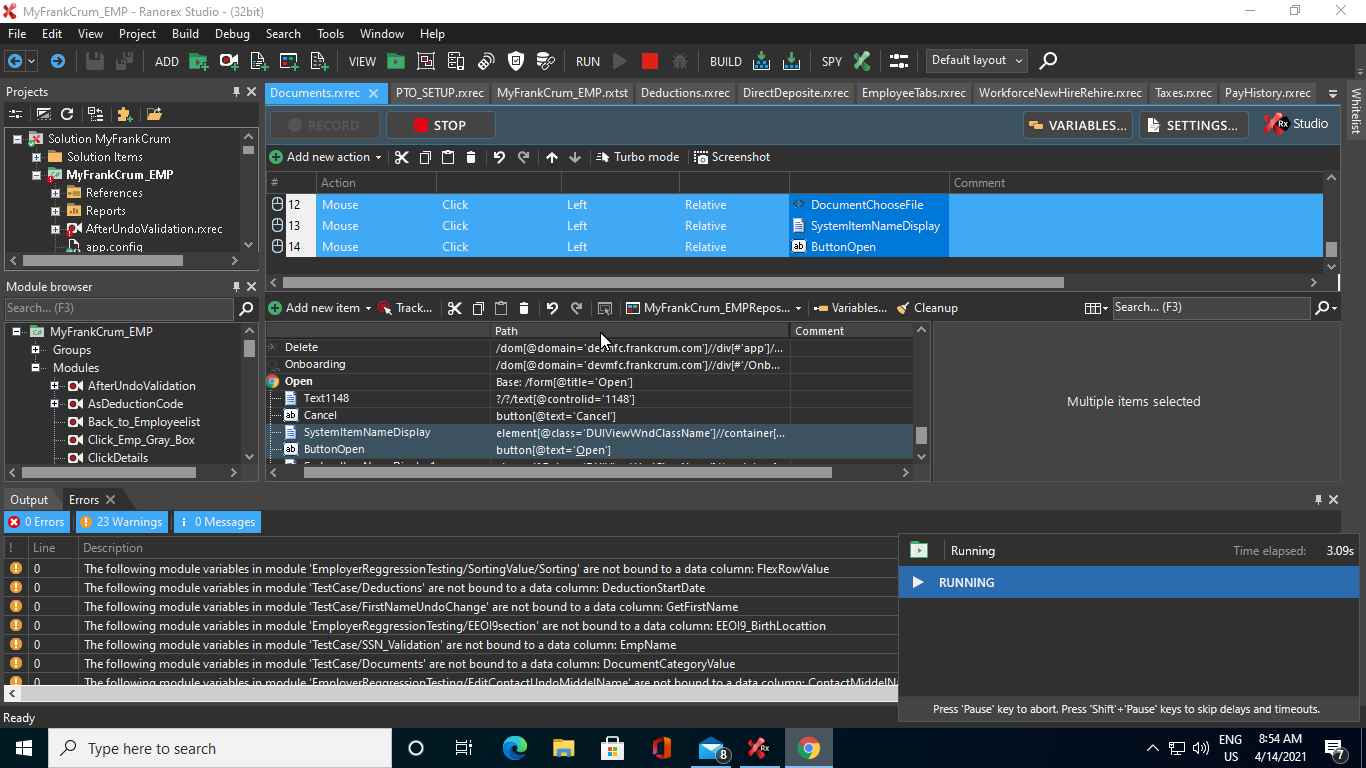 MyFrankCrum_EMP - Ranorex Studio - (32bit)
File Edit View Project Build Debug Search Tools Window Help
ADD VIEW RUN BUILD SPY Default layout
Projects
Solution MyFrankCrum
Solution Items
MyFrankCrum_EMP
References
Reports
AfterUndoValidation.rxrec
app.config
Module browser
Search... (F3)
MyFrankCrum_EMP
Groups
Modules
AfterUndoValidation
AsDeductionCode
Back_to_Employeelist
Click_Emp_Gray_Box
ClickDetails
Documents.rxrec PTO_SETUP.rxrec MyFrankCrum_EMP.rxtst Deductions.rxrec DirectDeposite.rxrec EmployeeTabs.rxrec WorkforceNewHireRehire.rxrec Taxes.rxrec PayHistory.rxrec
Whitelist
RECORD STOP VARIABLES... SETTINGS... Rx Studio
Add new action Turbo mode Screenshot
# Action Comment
12 Mouse Click Left Relative DocumentChooseFile
13 Mouse Click Left Relative SystemItemNameDisplay
14 Mouse Click Left Relative ButtonOpen
Add new item Track... MyFrankCrum_EMPRepos... Variables... Cleanup Search... (F3)
Path Comment
Delete /dom[@domain='devmfc.frankcrum.com']//div[#'app']/...
Onboarding /dom[@domain='devmfc.frankcrum.com']//div[#'/Onb...
Open Base: /form[@title='Open']
Text1148 ?/?/text[@controlid='1148']
Cancel button[@text='Cancel']
SystemItemNameDisplay element[@class='DUIViewWndClassName']//container[...
ButtonOpen button[@text='Open']
Multiple items selected
Output Errors
0 Errors 23 Warnings 0 Messages
! Line Description
0 The following module variables in module 'EmployerReggressionTesting/SortingValue/Sorting' are not bound to a data column: FlexRowValue
0 The following module variables in module 'TestCase/Deductions' are not bound to a data column: DeductionStartDate
0 The following module variables in module 'TestCase/FirstNameUndoChange' are not bound to a data column: GetFirstName
0 The following module variables in module 'EmployerReggressionTesting/EEOI9section' are not bound to a data column: EEOI9_BirthLocattion
0 The following module variables in module 'TestCase/SSN_Validation' are not bound to a data column: EmpName
0 The following module variables in module 'TestCase/Documents' are not bound to a data column: DocumentCategoryValue
0 The following module variables in module 'EmployerReggressionTesting/EditContactUndoMiddelName' are not bound to a data column: ContactMiddelNa
Running Time elapsed: 3.09s
RUNNING
Press 'Pause' key to abort. Press 'Shift'+'Pause' keys to skip delays and timeouts.
Ready
Type here to search
8
ENG
US
8:54 AM
4/14/2021
7